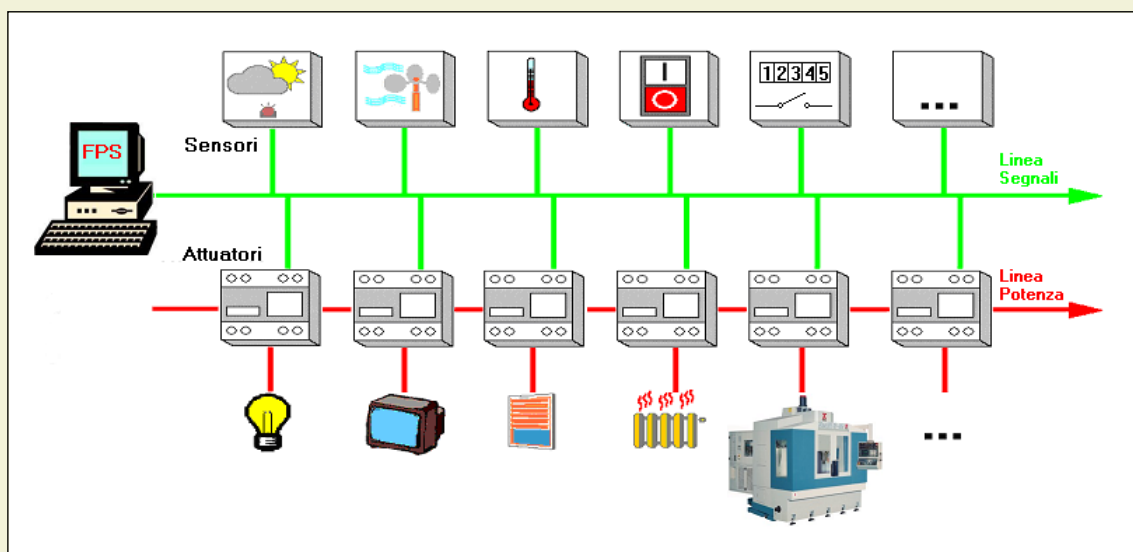 12345
...
Sensori
FPS
Linea
Segnali
Attuatori
Linea
Potenza
...